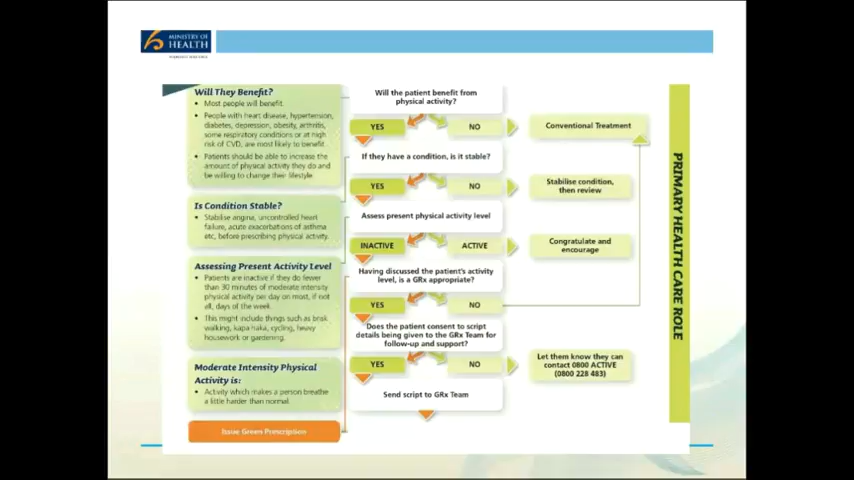 MINISTRY OF
HEALTH
Will They Benefit?
• Most people will benefit.
• People with heart disease, hypertension,
diabetes, depression, obesity, arthritis,
some respiratory conditions or at high
risk of CVD, are most likely to benefit.
• Patients should be able to increase the
amount of physical activity they do and
be willing to change their lifestyle.
Is Condition Stable?
• Stabilise angina, uncontrolled heart
failure, acute exacerbations of asthma
etc, before prescribing physical activity.
Assessing Present Activity Level
• Patients are inactive if they do fewer
than 30 minutes of moderate intensity
physical activity per day on most, if not
all, days of the week.
• This might include things such as brisk
walking, kapa haka, cycling, heavy
housework or gardening.
Moderate Intensity Physical
Activity is:
• Activity which makes a person breathe
a little harder than normal.
Issue Green Prescription
Will the patient benefit from
physical activity?
YES
NO
Conventional Treatment
If they have a condition, is it stable?
YES
NO
Stabilise condition,
then review
Assess present physical activity level
INACTIVE
ACTIVE
Congratulate and
encourage
Having discussed the patient's activity
level, is a GRx appropriate?
YES
NO
Does the patient consent to script
details being given to the GRx Team for
follow-up and support?
YES
NO
Let them know they can
contact 0800 ACTIVE
(0800 228 483)
Send script to GRx Team
PRIMARY HEALTH CARE ROLE